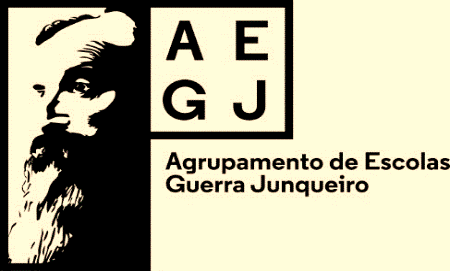 A E
G J
Agrupamento de Escolas
Guerra Junqueiro